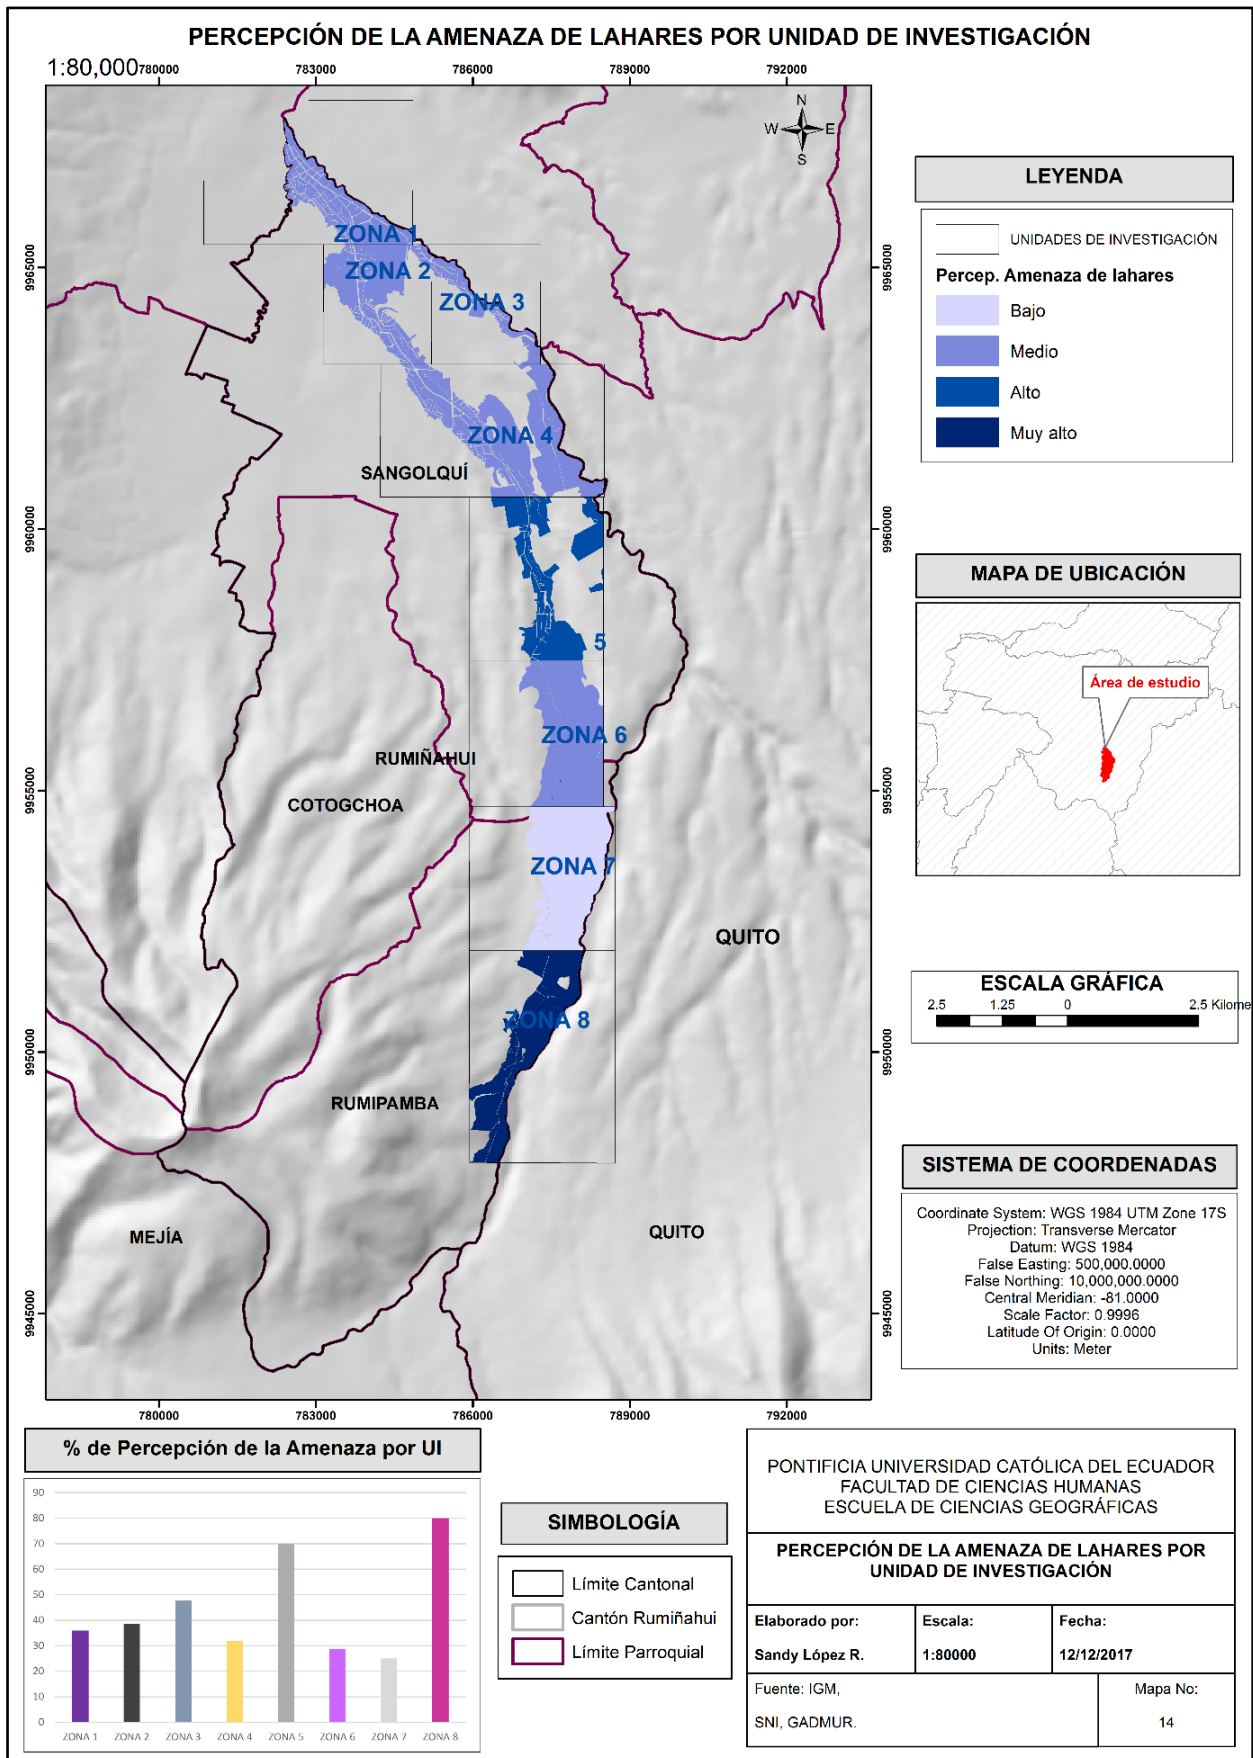 PERCEPCIÓN DE LA AMENAZA DE LAHARES POR UNIDAD DE INVESTIGACIÓN
1:80,000
780000 783000 786000 789000 792000
N
W E
S
9965000 9965000
9960000 9960000
9955000 9955000
9950000 9950000
9945000 9945000
ZONA 1
ZONA 2
ZONA 3
ZONA 4
SANGOLQUÍ
5
ZONA 6
RUMIÑAHUI
COTOGCHOA
ZONA 7
QUITO
ZONA 8
RUMIPAMBA
MEJÍA
QUITO
780000 783000 786000 789000 792000
LEYENDA
UNIDADES DE INVESTIGACIÓN
Percep. Amenaza de lahares
Bajo
Medio
Alto
Muy alto
MAPA DE UBICACIÓN
Área de estudio
ESCALA GRÁFICA
2.5 1.25 0 2.5 Kilome
SISTEMA DE COORDENADAS
Coordinate System: WGS 1984 UTM Zone 17S
Projection: Transverse Mercator
Datum: WGS 1984
False Easting: 500,000.0000
False Northing: 10,000,000.0000
Central Meridian: -81.0000
Scale Factor: 0.9996
Latitude Of Origin: 0.0000
Units: Meter
% de Percepción de la Amenaza por UI
90
80
70
60
50
40
30
20
10
0
ZONA 1 ZONA 2 ZONA 3 ZONA 4 ZONA 5 ZONA 6 ZONA 7 ZONA 8
SIMBOLOGÍA
Límite Cantonal
Cantón Rumiñahui
Límite Parroquial
PONTIFICIA UNIVERSIDAD CATÓLICA DEL ECUADOR
FACULTAD DE CIENCIAS HUMANAS
ESCUELA DE CIENCIAS GEOGRÁFICAS
PERCEPCIÓN DE LA AMENAZA DE LAHARES POR
UNIDAD DE INVESTIGACIÓN
Elaborado por: Escala: Fecha:
Sandy López R. 1:80000 12/12/2017
Fuente: IGM, Mapa No:
SNI, GADMUR. 14